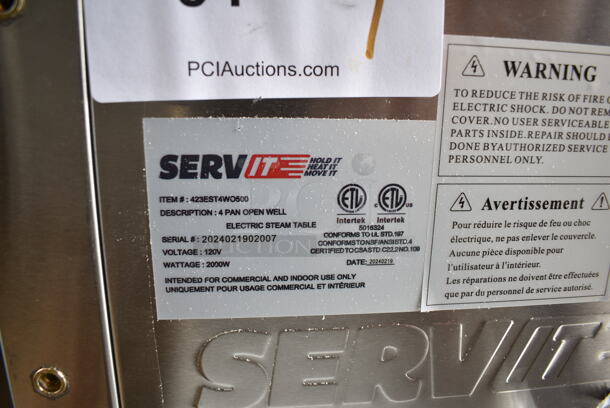 PCIAuctions.com
SERVIT HOLD IT
HEAT IT
MOVE IT
ITEM # : 423EST4WO500
DESCRIPTION : 4 PAN OPEN WELL
ELECTRIC STEAM TABLE
SERIAL # : 2024021902007
VOLTAGE : 120V
WATTAGE : 2000W
INTENDED FOR COMMERCIAL AND INDOOR USE ONLY
UNIQUEMENT POUR USAGE COMMERCIAL ET INTÉRIEUR
ETL ETL
Intertek Intertek
5016324
CONFORMS TO UL STD.197
CONFORMS TO NSF/ANSI STD.4
CERTIFIED TO CSA STD.C22.2 NO.109
DATE: 20240219
WARNING
TO REDUCE THE RISK OF FIRE
ELECTRIC SHOCK. DO NOT REM
COVER. NO USER SERVICEABLE
PARTS INSIDE. REPAIR SHOULD
DONE BYAUTHORIZED SERVICE
PERSONNEL ONLY.
Avertissement
Pour réduire le risque de feu ou choc
électrique, ne pas enlever le couvercle.
Aucune pièce disponible pour
l'utilisateur à l'intérieur.
Les réparations ne doivent être effectuées
que par du personnel de service autorisé.
SERVIT